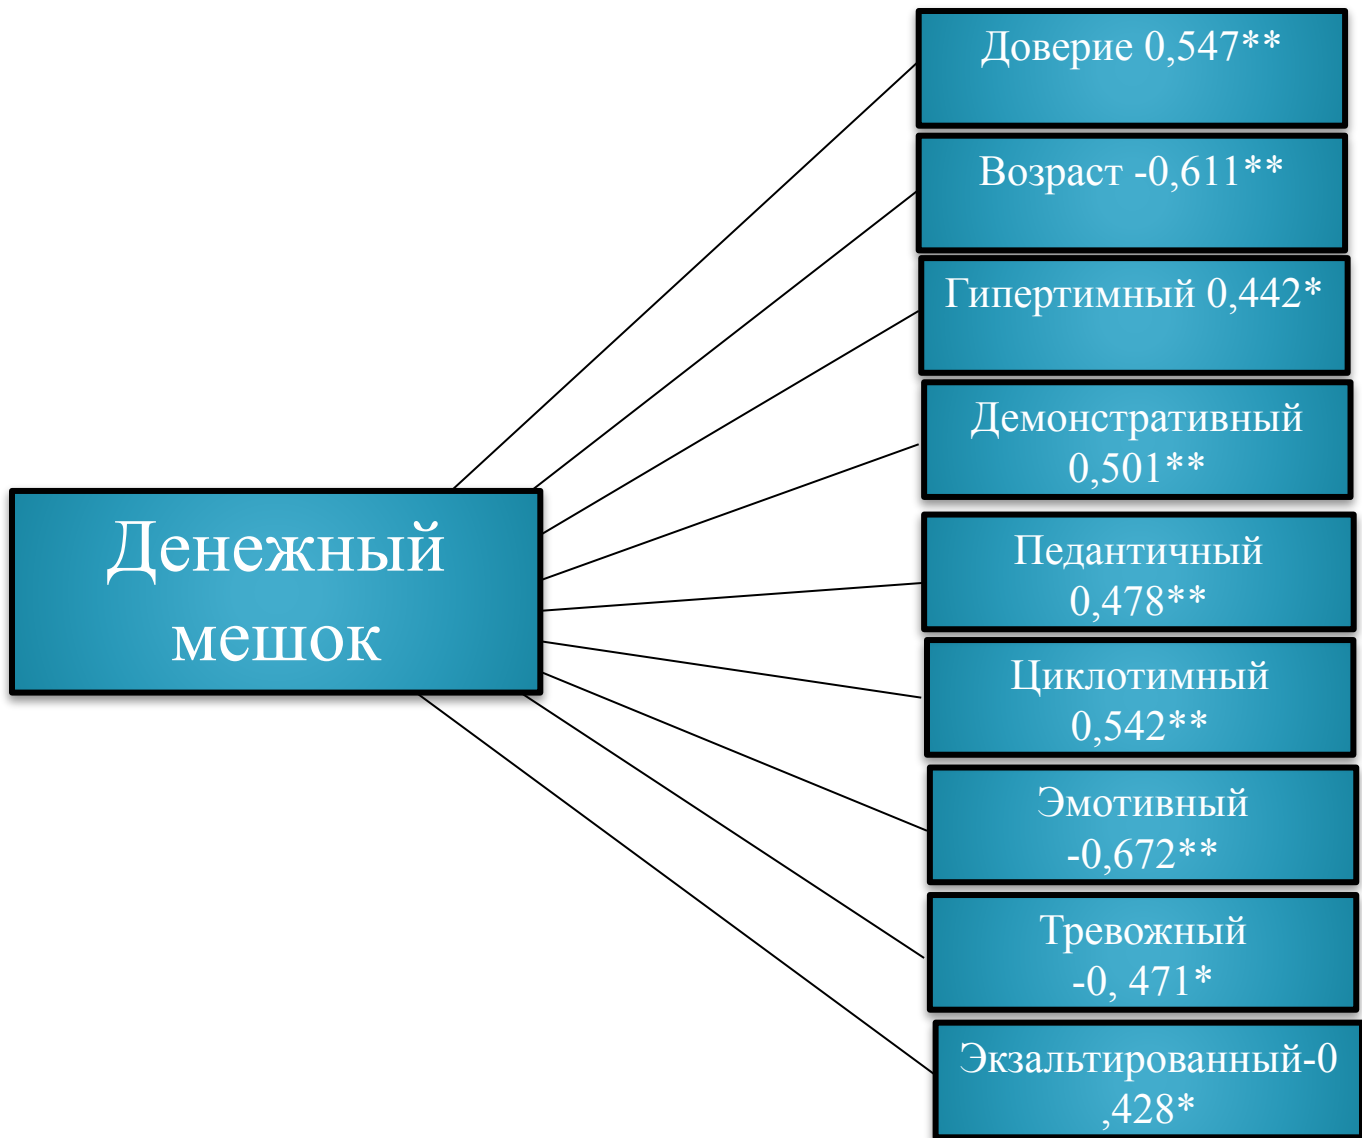 Доверие 0,547**
Возраст -0,611**
Гипертимный 0,442*
Демонстративный
0,501**
Денежный
мешок
Педантичный
0,478**
Циклотимный
0,542**
Эмотивный
-0,672**
Тревожный
-0, 471*
Экзальтированный-0
,428*